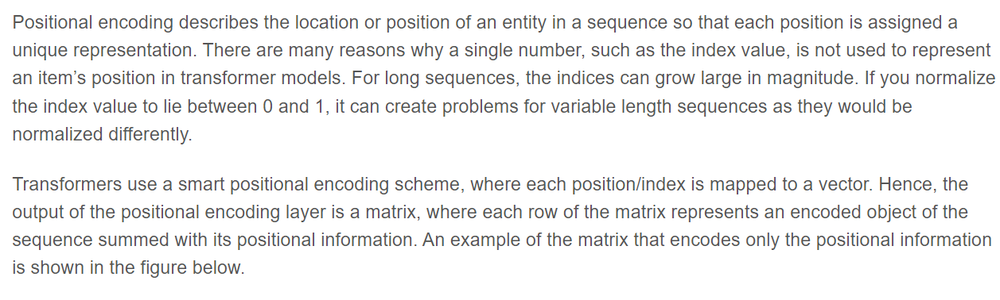 Positional encoding describes the location or position of an entity in a sequence so that each position is assigned a
unique representation. There are many reasons why a single number, such as the index value, is not used to represent
an item’s position in transformer models. For long sequences, the indices can grow large in magnitude. If you normalize
the index value to lie between 0 and 1, it can create problems for variable length sequences as they would be
normalized differently.
Transformers use a smart positional encoding scheme, where each position/index is mapped to a vector. Hence, the
output of the positional encoding layer is a matrix, where each row of the matrix represents an encoded object of the
sequence summed with its positional information. An example of the matrix that encodes only the positional information
is shown in the figure below.